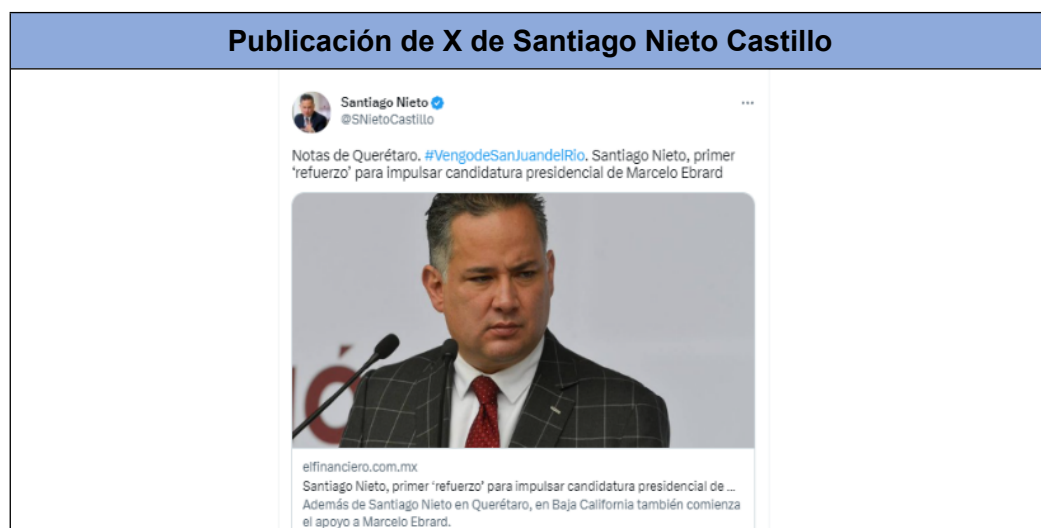 Publicación de X de Santiago Nieto Castillo
Santiago Nieto
@SNietoCastillo
Notas de Querétaro. #VengodeSanJuandelRio. Santiago Nieto, primer
'refuerzo' para impulsar candidatura presidencial de Marcelo Ebrard
Ó
elfinanciero.com.mx
Santiago Nieto, primer 'refuerzo' para impulsar candidatura presidencial de ...
Además de Santiago Nieto en Querétaro, en Baja California también comienza
el apoyo a Marcelo Ebrard.